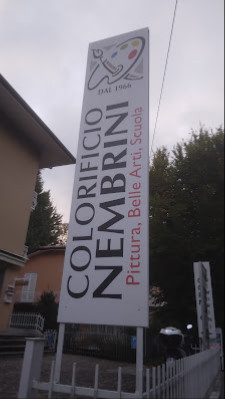 DAL 1966
COLORIFICIO
NEMBRINI
Pittura, Belle Arti, Scuola